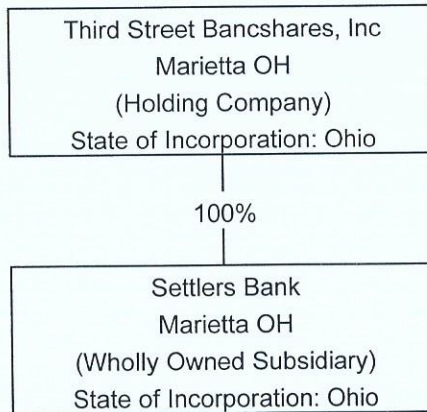 Third Street Bancshares, Inc
Marietta OH
(Holding Company)
State of Incorporation: Ohio
100%
Settlers Bank
Marietta OH
(Wholly Owned Subsidiary)
State of Incorporation: Ohio